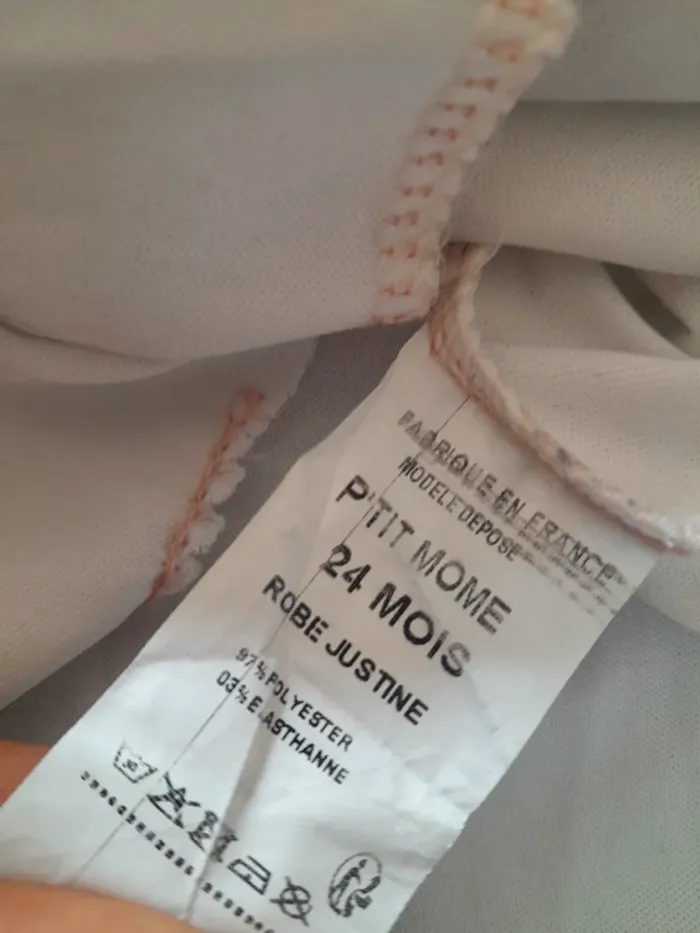 FABRIQUE EN FRANCE
MODELE DEPOSE
P'TIT MOME
24 MOIS
ROBE JUSTINE
97% POLYESTER
03% ELASTHANNE